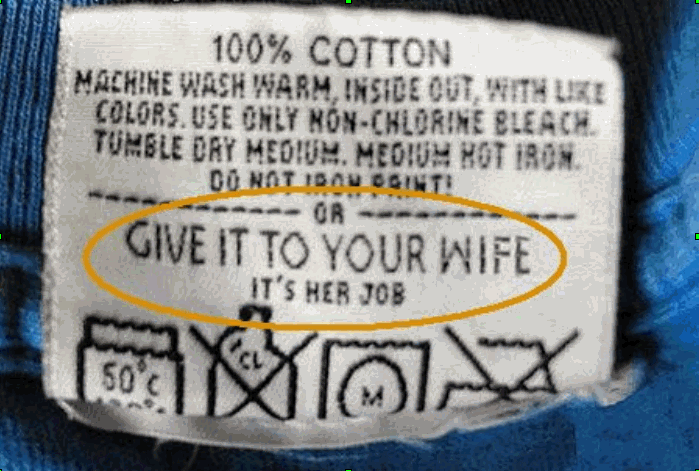 100% COTTON
MACHINE WASH WARM, INSIDE OUT, WITH LIKE
COLORS. USE ONLY NON-CHLORINE BLEACH.
TUMBLE DRY MEDIUM. MEDIUM HOT IRON.
DO NOT IRON PRINT!
OR
GIVE IT TO YOUR WIFE
IT'S HER JOB
50°C CL M